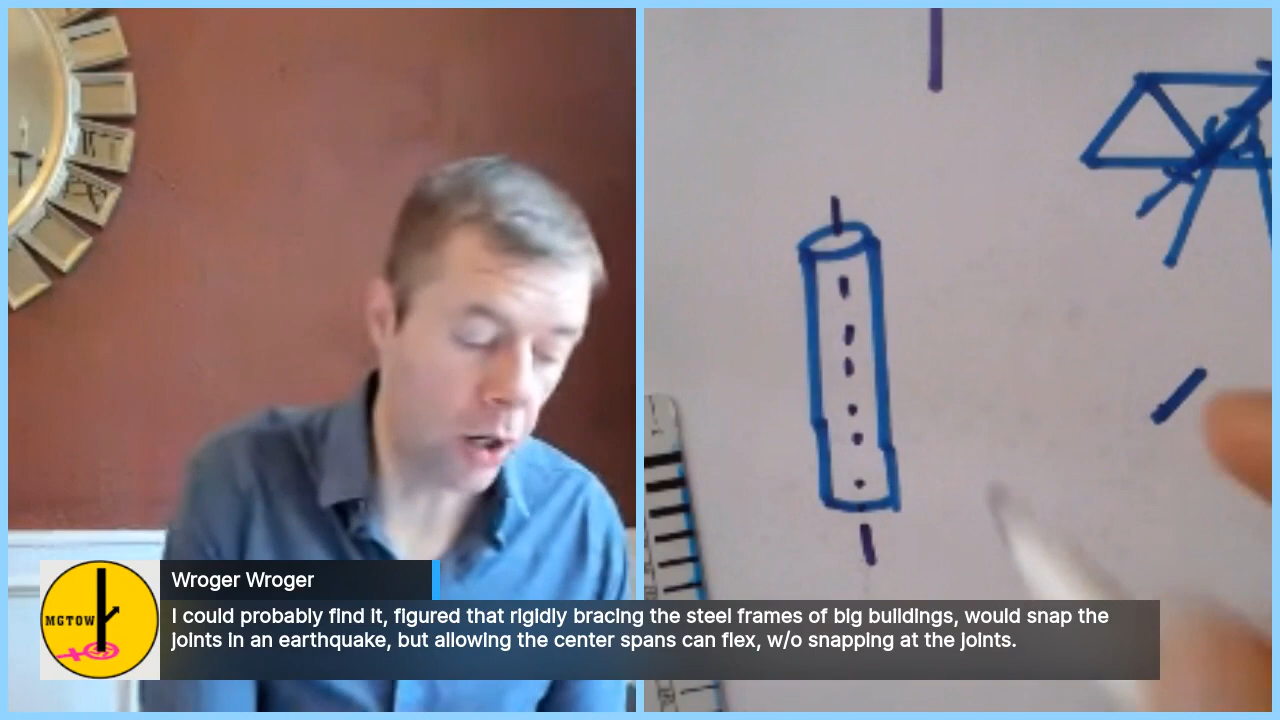 Wroger Wroger
MGTOW
I could probably find it, figured that rigidly bracing the steel frames of big buildings, would snap the
joints in an earthquake, but allowing the center spans can flex, w/o snapping at the joints.